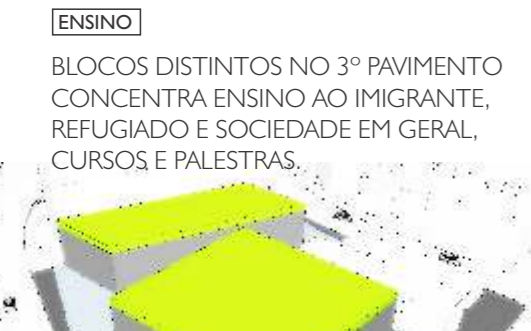 ENSINO
BLOCOS DISTINTOS NO 3º PAVIMENTO
CONCENTRA ENSINO AO IMIGRANTE,
REFUGIADO E SOCIEDADE EM GERAL,
CURSOS E PALESTRAS.